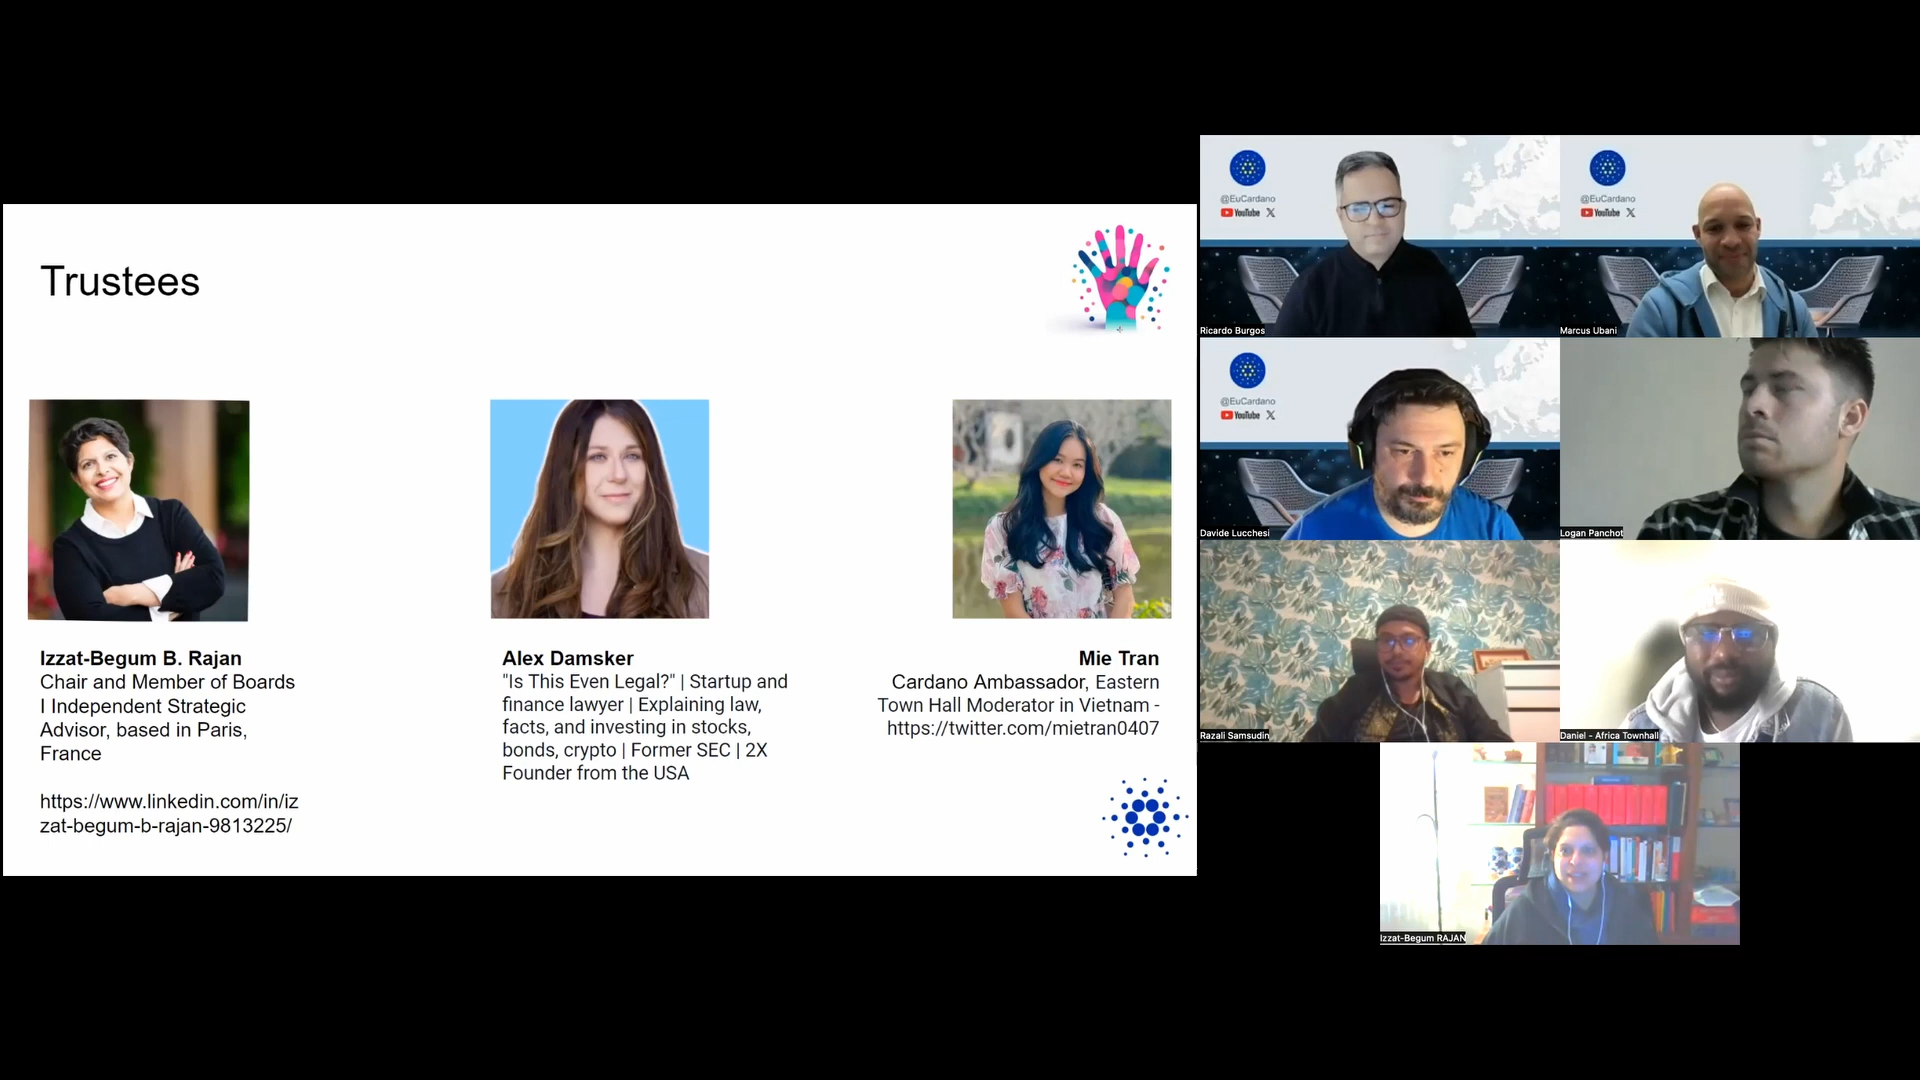 Trustees
Izzat-Begum B. Rajan
Chair and Member of Boards
I Independent Strategic
Advisor, based in Paris,
France
https://www.linkedin.com/in/iz
zat-begum-b-rajan-9813225/
Alex Damsker
"Is This Even Legal?" | Startup and
finance lawyer | Explaining law,
facts, and investing in stocks,
bonds, crypto | Former SEC | 2X
Founder from the USA
Mie Tran
Cardano Ambassador, Eastern
Town Hall Moderator in Vietnam -
https://twitter.com/mietran0407
@EuCardano
YouTube X
Ricardo Burgos
@EuCardano
YouTube X
Marcus Ubani
@EuCardano
YouTube X
Davide Lucchesi
Logan Panchot
Razali Samsudin
Daniel - Africa Townhall
Izzat-Begum RAJAN